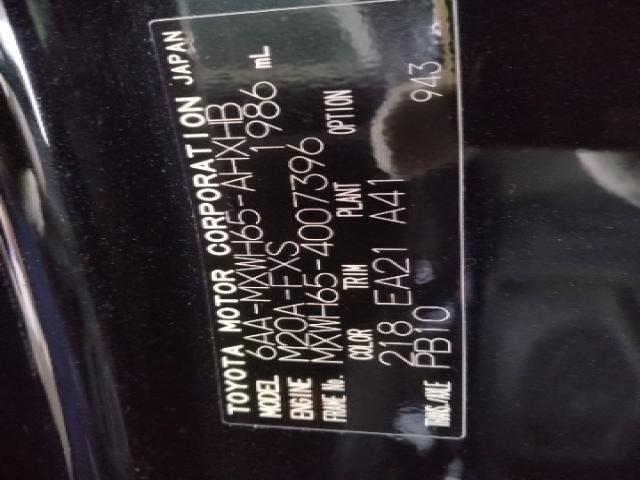 TOYOTA MOTOR CORPORATION JAPAN
MODEL 6AA-MXWH65-AHXHB
ENGINE M20A-FXS 1986 mL
FRAME No. MXWH65-4007396
COLOR TRIM PLANT OPTION
218 EA21 A41
TRANS./AXLE PB10 943